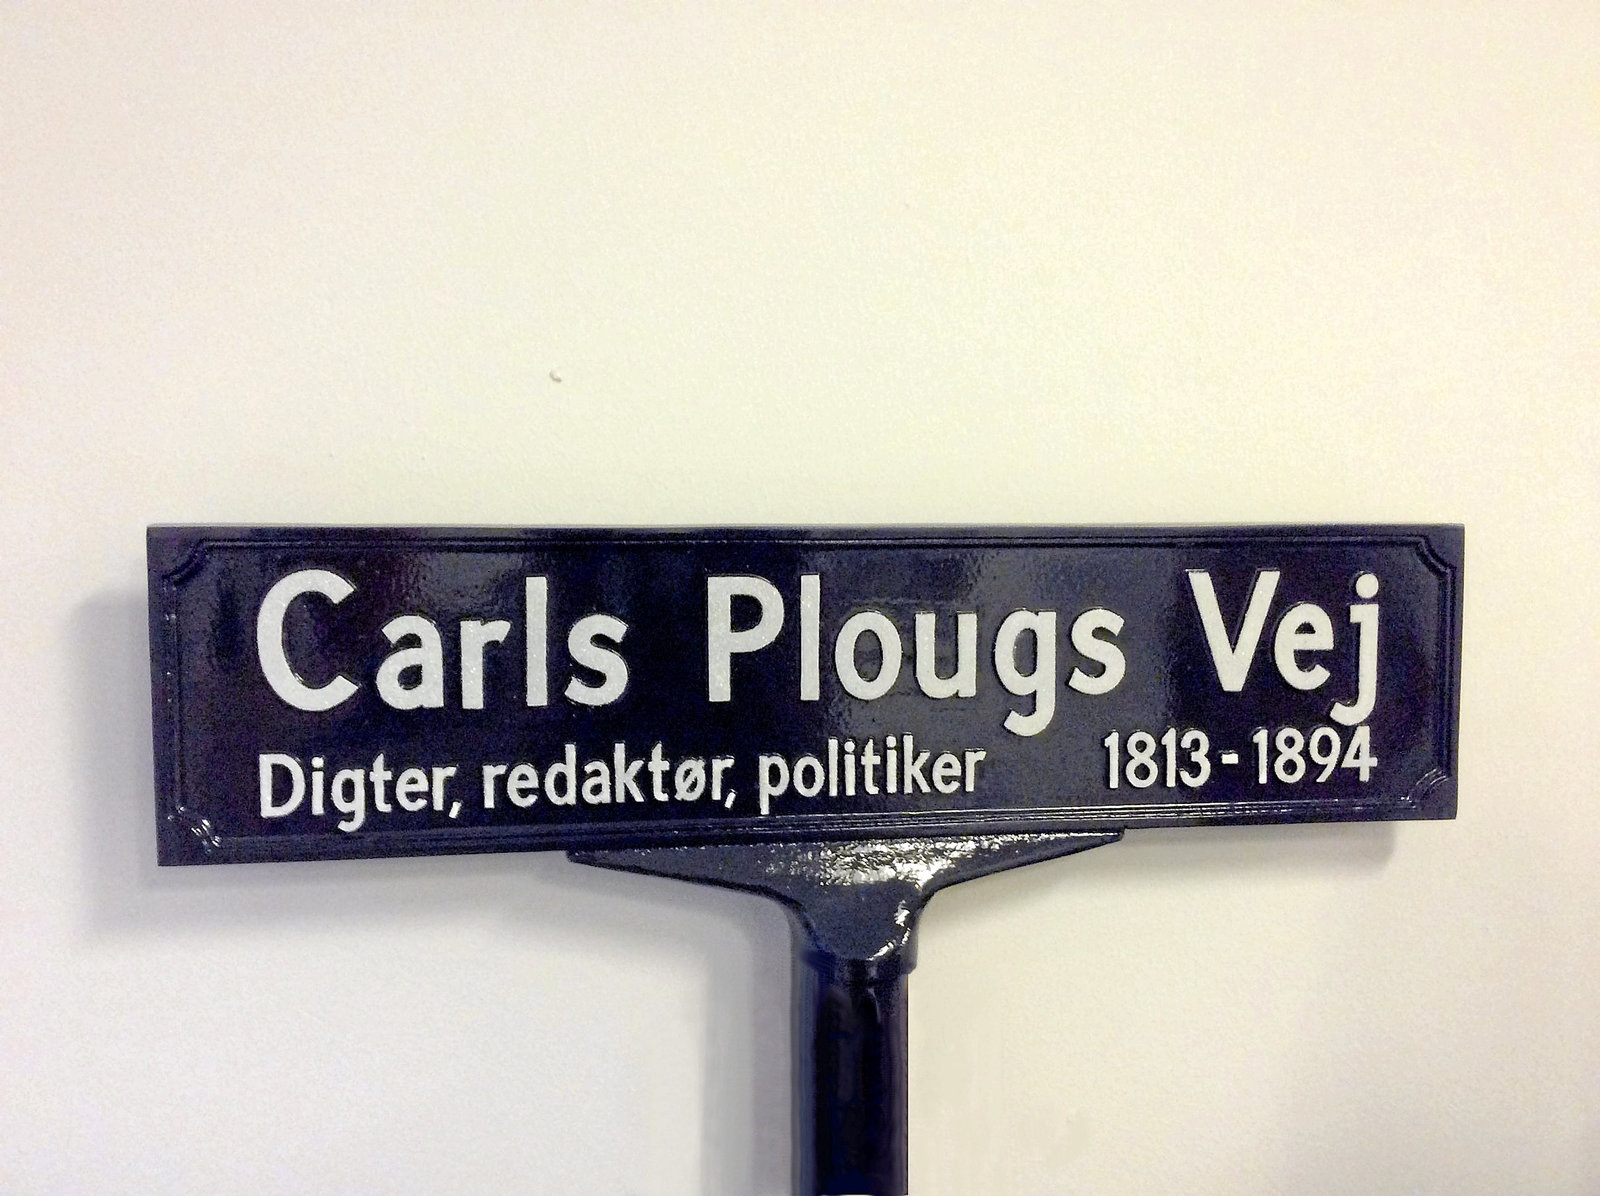 Carls Plougs Vej
Digter, redaktør, politiker 1813 - 1894